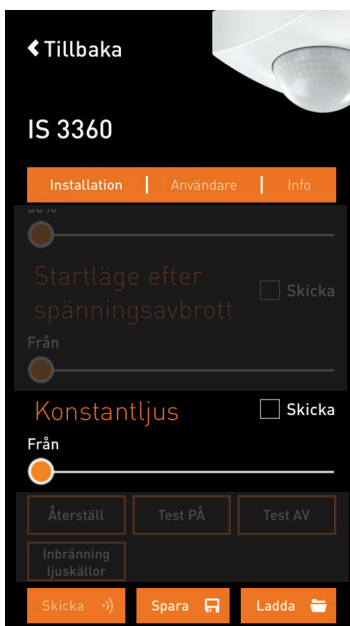 Tillbaka
IS 3360
Installation
Användare
Info
Startläge efter
spänningsavbrott
Skicka
Från
Konstantljus
Skicka
Från
Återställ
Test PÅ
Test AV
Inbränning
ljuskällor
Skicka
Spara
Ladda